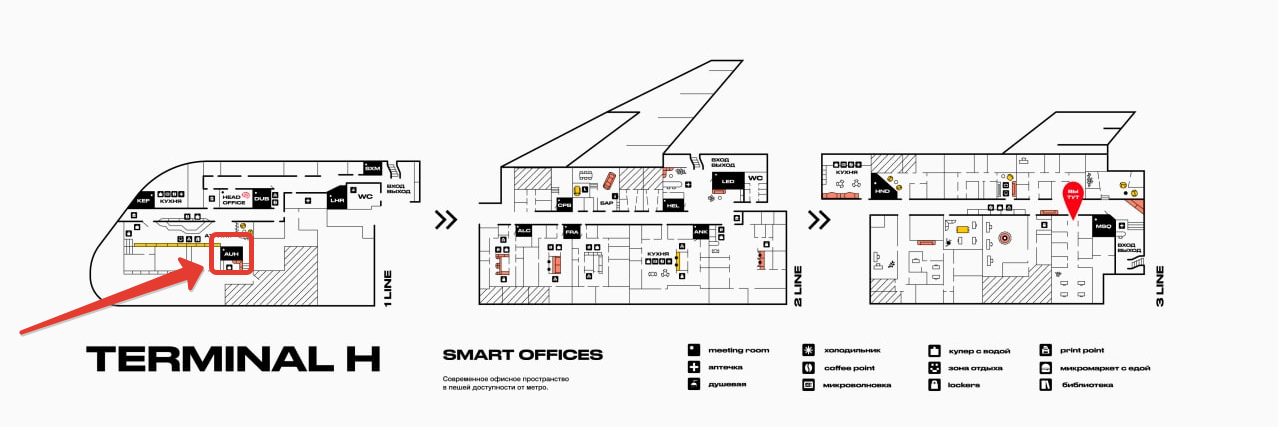 SXM
ВХОД
ВЫХОД
KEF
КУХНЯ
HEAD
OFFICE
DUB
LHR
WC
AUH
1 LINE
ВХОД
ВЫХОД
LED
WC
CPB
БАР
HEL
ALC
FRA
ANK
КУХНЯ
2 LINE
КУХНЯ
HND
ВЫ
ТУТ
MSQ
ВХОД
ВЫХОД
3 LINE
TERMINAL H
SMART OFFICES
Современное офисное пространство
в пешей доступности от метро.
meeting room
аптечка
душевая
холодильник
coffee point
микроволновка
кулер с водой
зона отдыха
lockers
print point
микромаркет с едой
библиотека